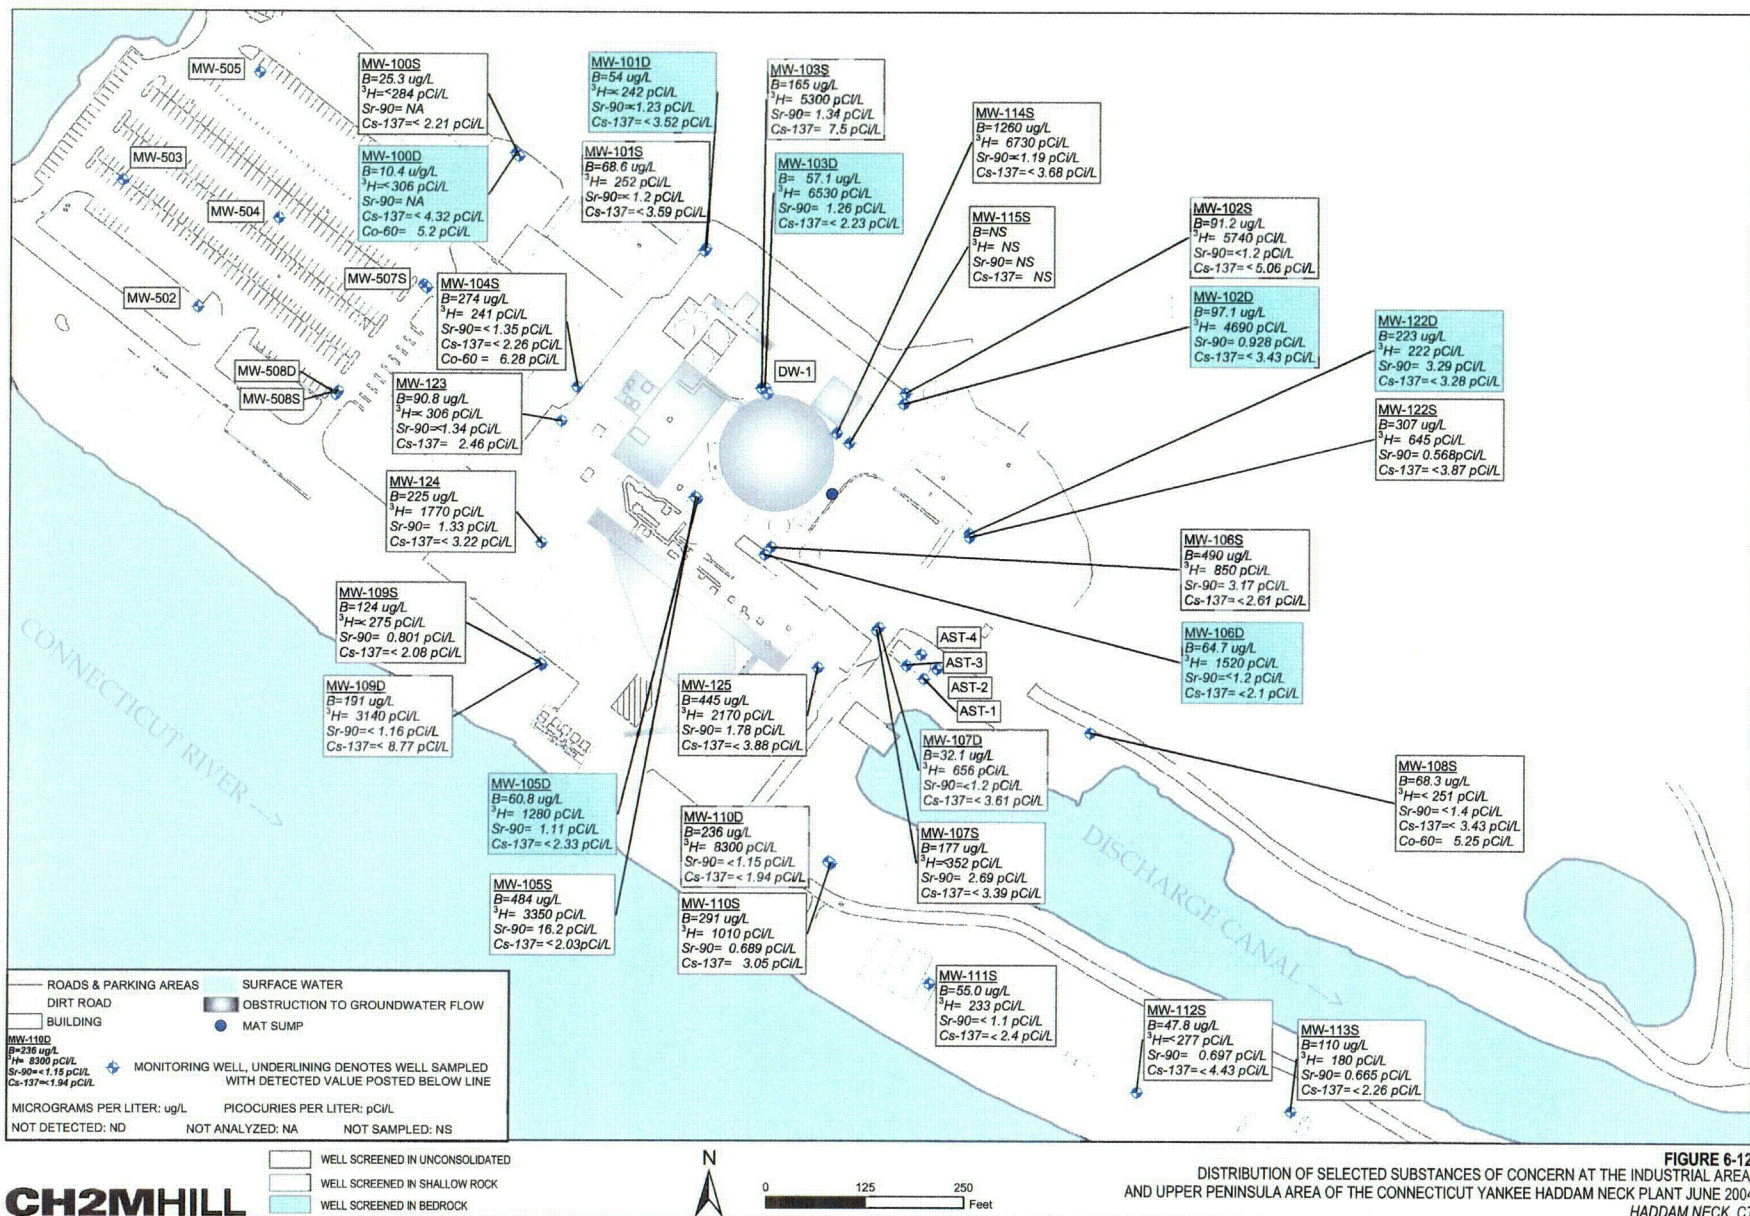 MW-505
MW-503
MW-504
MW-502
MW-507S
MW-508D
MW-508S
MW-100S
B=25.3 ug/L
³H=<284 pCi/L
Sr-90= NA
Cs-137=< 2.21 pCi/L
MW-100D
B=10.4 u/g/L
³H=<306 pCi/L
Sr-90= NA
Cs-137=< 4.32 pCi/L
Co-60= 5.2 pCi/L
MW-101D
B=54 ug/L
³H=< 242 pCi/L
Sr-90=<1.23 pCi/L
Cs-137=< 3.52 pCi/L
MW-101S
B=68.6 ug/L
³H= 252 pCi/L
Sr-90=< 1.2 pCi/L
Cs-137=< 3.59 pCi/L
MW-103S
B=165 ug/L
³H= 5300 pCi/L
Sr-90= 1.34 pCi/L
Cs-137= 7.5 pCi/L
MW-103D
B= 57.1 ug/L
³H= 6530 pCi/L
Sr-90= 1.26 pCi/L
Cs-137=< 2.23 pCi/L
MW-114S
B=1260 ug/L
³H= 6730 pCi/L
Sr-90=<1.19 pCi/L
Cs-137=< 3.68 pCi/L
MW-115S
B=NS
³H= NS
Sr-90= NS
Cs-137= NS
MW-102S
B=91.2 ug/L
³H= 5740 pCi/L
Sr-90=<1.2 pCi/L
Cs-137=< 5.06 pCi/L
MW-102D
B=97.1 ug/L
³H= 4690 pCi/L
Sr-90= 0.928 pCi/L
Cs-137=< 3.43 pCi/L
MW-122D
B=223 ug/L
³H= 222 pCi/L
Sr-90= 3.29 pCi/L
Cs-137=< 3.28 pCi/L
MW-122S
B=307 ug/L
³H= 645 pCi/L
Sr-90= 0.568pCi/L
Cs-137=<3.87 pCi/L
MW-104S
B=274 ug/L
³H= 241 pCi/L
Sr-90=< 1.35 pCi/L
Cs-137=< 2.26 pCi/L
Co-60 = 6.28 pCi/L
DW-1
MW-123
B=90.8 ug/L
³H=< 306 pCi/L
Sr-90=<1.34 pCi/L
Cs-137= 2.46 pCi/L
MW-124
B=225 ug/L
³H= 1770 pCi/L
Sr-90= 1.33 pCi/L
Cs-137=< 3.22 pCi/L
MW-106S
B=490 ug/L
³H= 850 pCi/L
Sr-90= 3.17 pCi/L
Cs-137=<2.61 pCi/L
MW-106D
B=64.7 ug/L
³H= 1520 pCi/L
Sr-90=<1.2 pCi/L
Cs-137=<2.1 pCi/L
MW-109S
B=124 ug/L
³H=< 275 pCi/L
Sr-90= 0.801 pCi/L
Cs-137=< 2.08 pCi/L
MW-109D
B=191 ug/L
³H= 3140 pCi/L
Sr-90=< 1.16 pCi/L
Cs-137=< 8.77 pCi/L
AST-4
AST-3
AST-2
AST-1
MW-125
B=445 ug/L
³H= 2170 pCi/L
Sr-90= 1.78 pCi/L
Cs-137=< 3.88 pCi/L
MW-107D
B=32.1 ug/L
³H= 656 pCi/L
Sr-90=<1.2 pCi/L
Cs-137=< 3.61 pCi/L
MW-107S
B=177 ug/L
³H=<352 pCi/L
Sr-90= 2.69 pCi/L
Cs-137=< 3.39 pCi/L
MW-108S
B=68.3 ug/L
³H=< 251 pCi/L
Sr-90=<1.4 pCi/L
Cs-137=< 3.43 pCi/L
Co-60= 5.25 pCi/L
MW-105D
B=60.8 ug/L
³H= 1280 pCi/L
Sr-90= 1.11 pCi/L
Cs-137=<2.33 pCi/L
MW-105S
B=484 ug/L
³H= 3350 pCi/L
Sr-90= 16.2 pCi/L
Cs-137=<2.03pCi/L
MW-110D
B=236 ug/L
³H= 8300 pCi/L
Sr-90=<1.15 pCi/L
Cs-137=<1.94 pCi/L
MW-110S
B=291 ug/L
³H= 1010 pCi/L
Sr-90= 0.689 pCi/L
Cs-137= 3.05 pCi/L
MW-111S
B=55.0 ug/L
³H= 233 pCi/L
Sr-90=< 1.1 pCi/L
Cs-137=< 2.4 pCi/L
MW-112S
B=47.8 ug/L
³H=<277 pCi/L
Sr-90= 0.697 pCi/L
Cs-137=< 4.43 pCi/L
MW-113S
B=110 ug/L
³H= 180 pCi/L
Sr-90= 0.665 pCi/L
Cs-137=< 2.26 pCi/L
CONNECTICUT RIVER --->
DISCHARGE CANAL --->
ROADS & PARKING AREAS
DIRT ROAD
BUILDING
SURFACE WATER
OBSTRUCTION TO GROUNDWATER FLOW
MAT SUMP
MW-110D
B=236 ug/L
³H= 8300 pCi/L
Sr-90=<1.15 pCi/L
Cs-137=<1.94 pCi/L
MONITORING WELL, UNDERLINING DENOTES WELL SAMPLED
WITH DETECTED VALUE POSTED BELOW LINE
MICROGRAMS PER LITER: ug/L PICOCURIES PER LITER: pCi/L
NOT DETECTED: ND NOT ANALYZED: NA NOT SAMPLED: NS
CH2MHILL
WELL SCREENED IN UNCONSOLIDATED
WELL SCREENED IN SHALLOW ROCK
WELL SCREENED IN BEDROCK
N
0 125 250
Feet
FIGURE 6-12
DISTRIBUTION OF SELECTED SUBSTANCES OF CONCERN AT THE INDUSTRIAL AREA
AND UPPER PENINSULA AREA OF THE CONNECTICUT YANKEE HADDAM NECK PLANT JUNE 2004
HADDAM NECK, CT